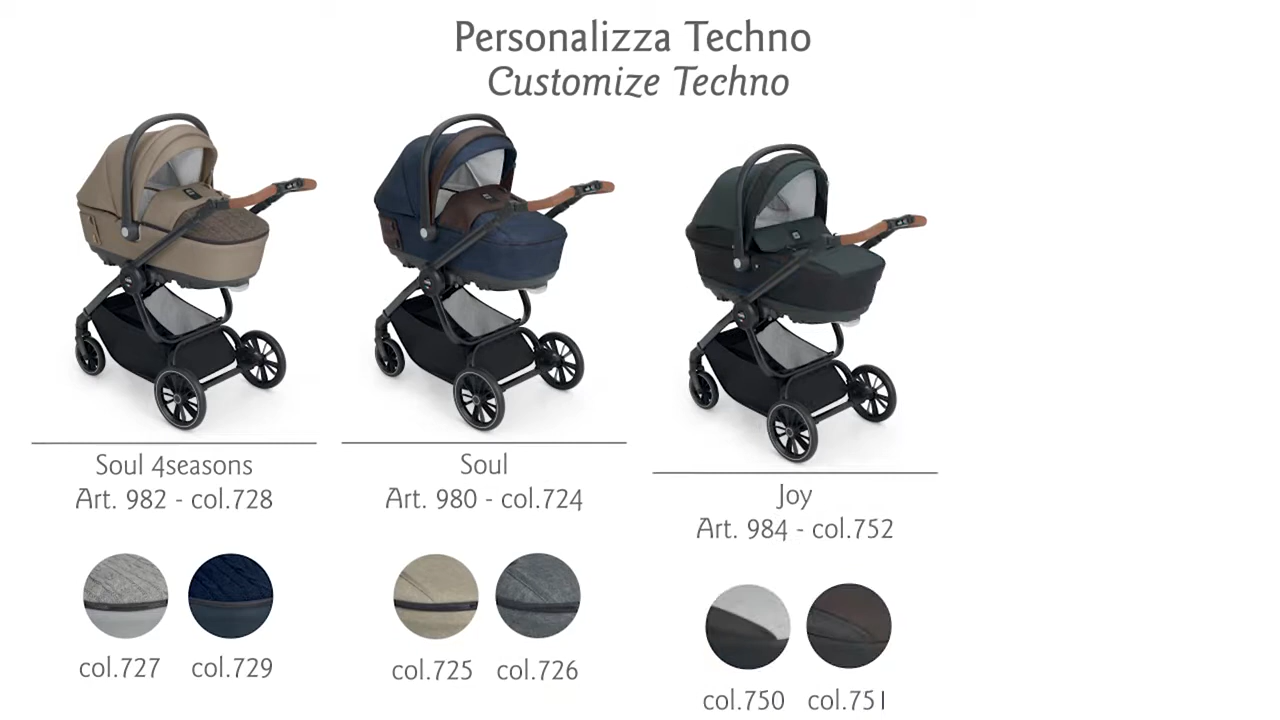 Personalizza Techno
Customize Techno
Soul 4seasons
Art. 982 - col.728
col.727
col.729
Soul
Art. 980 - col.724
col.725
col.726
Joy
Art. 984 - col.752
col.750
col.751